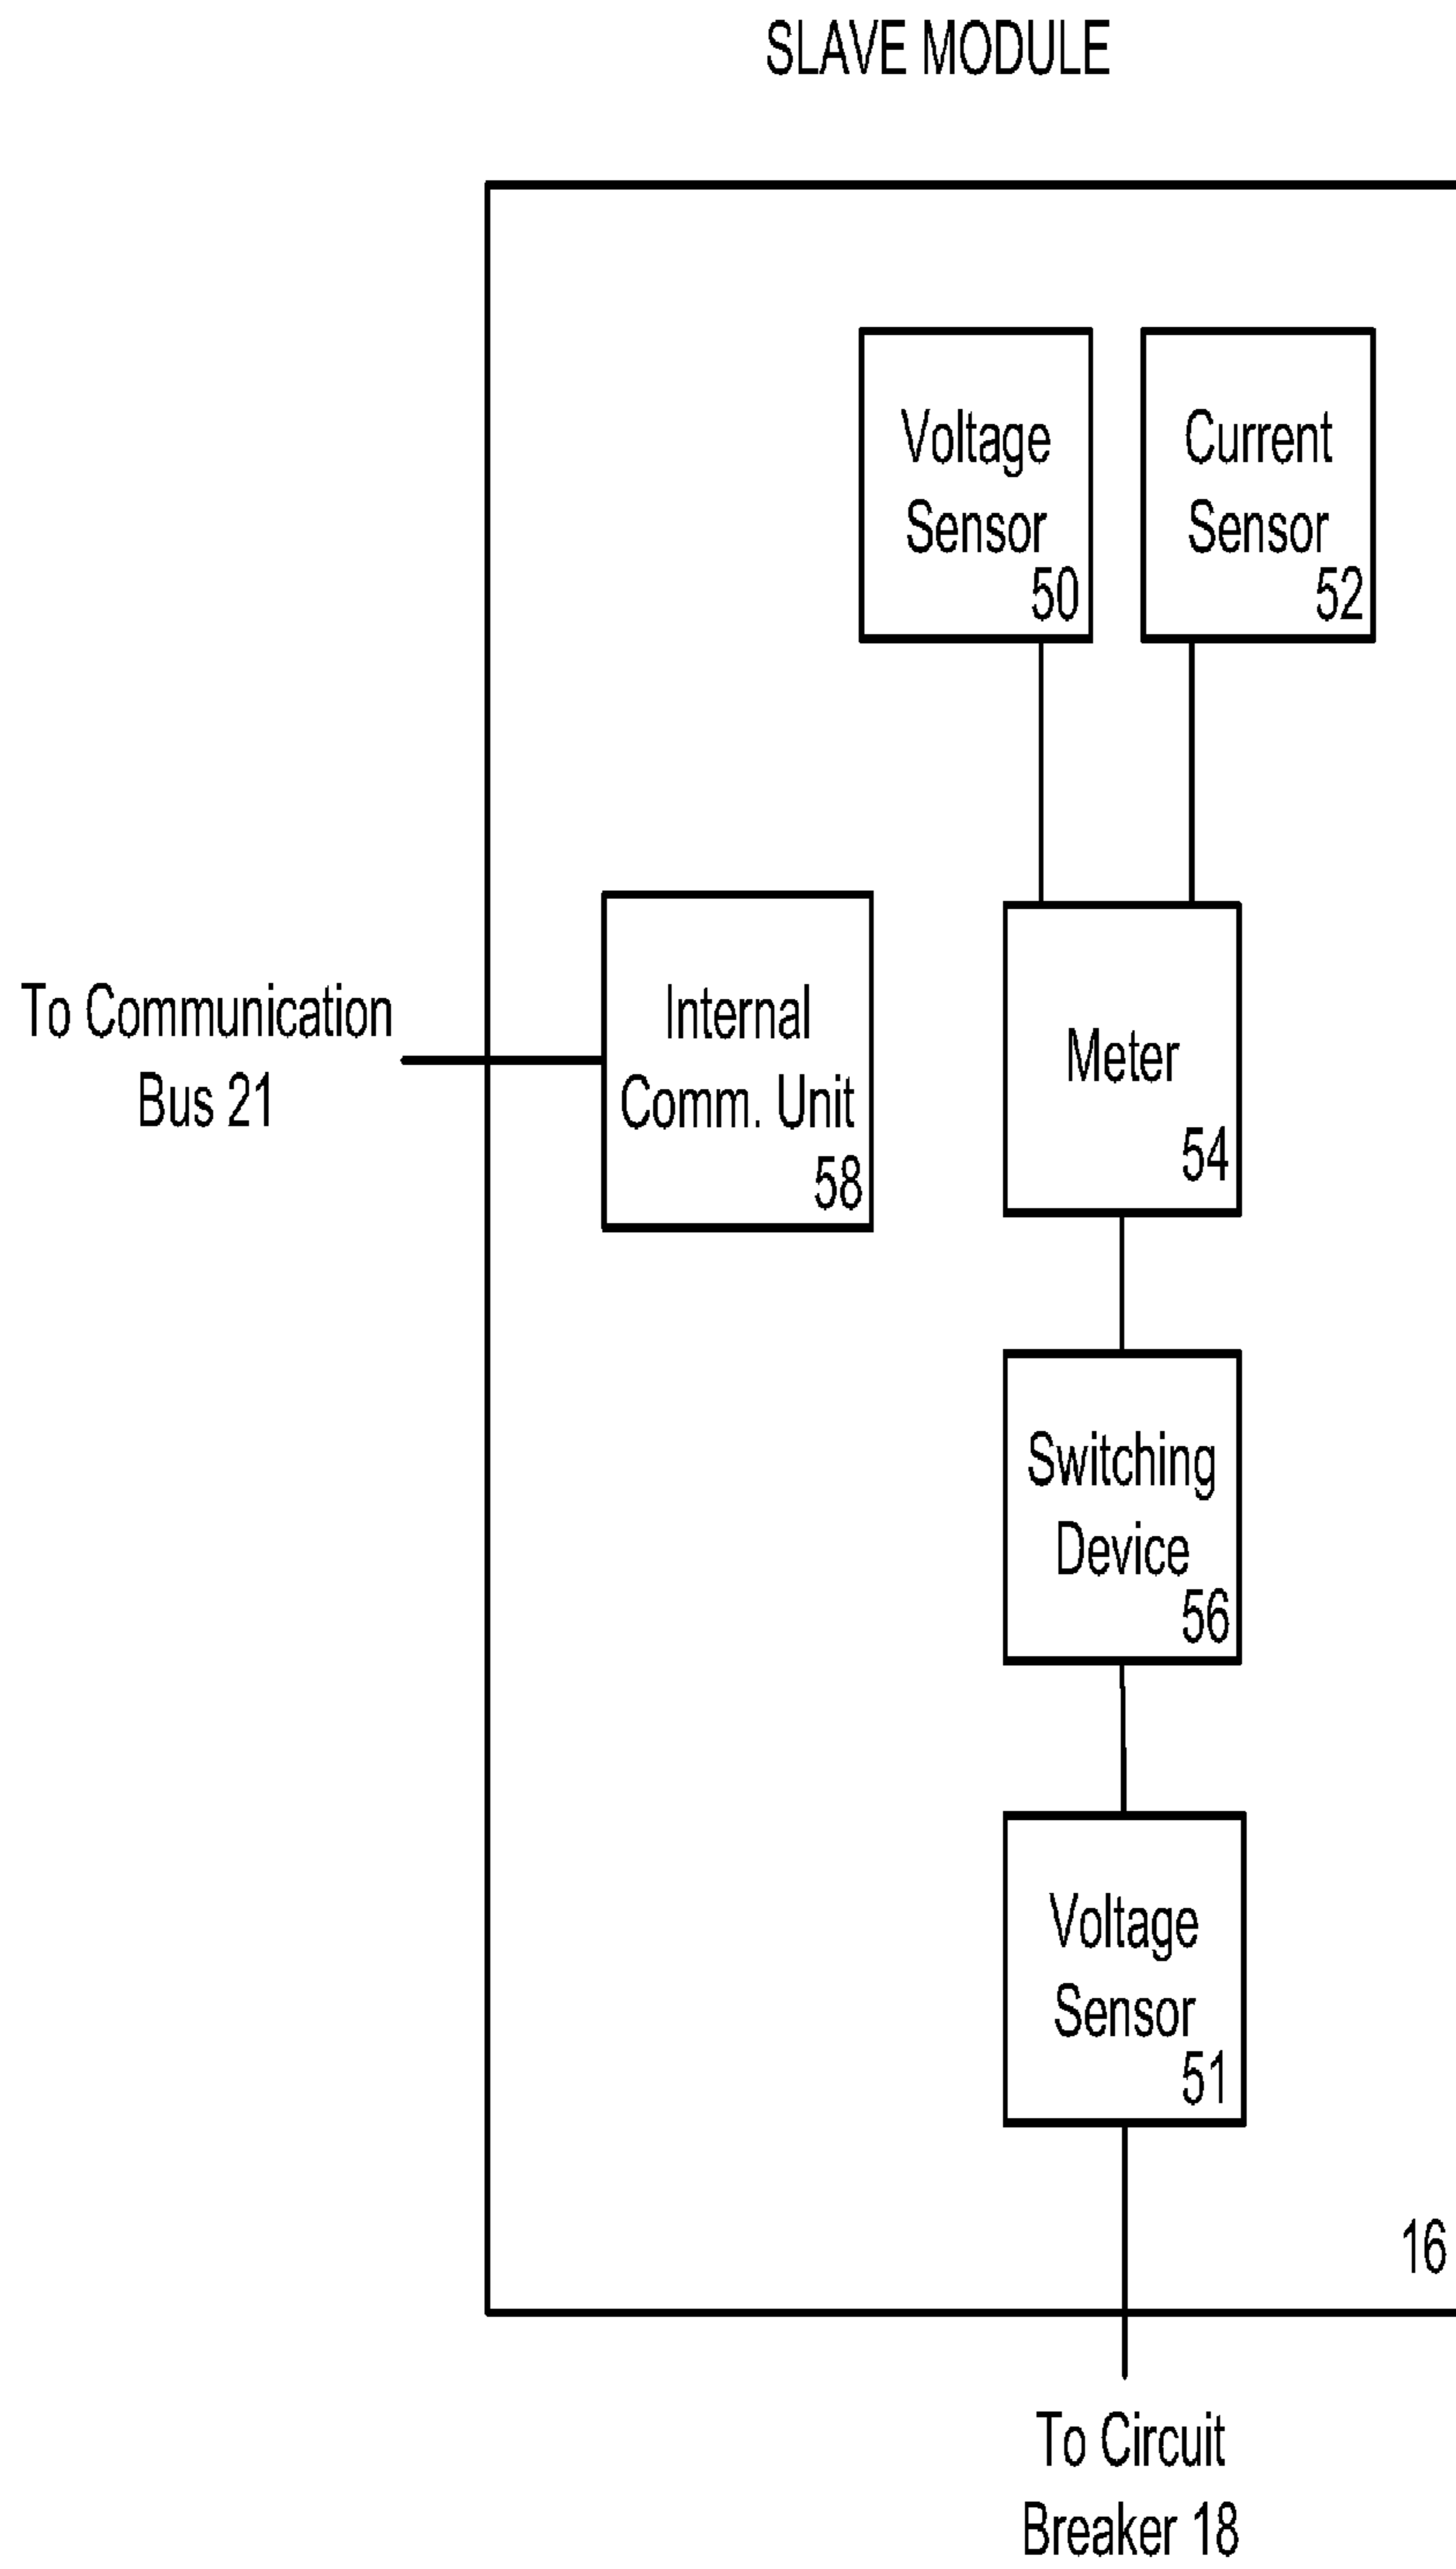 SLAVE MODULE
Voltage
Sensor
50
Current
Sensor
52
To Communication
Bus 21
Internal
Comm. Unit
58
Meter
54
Switching
Device
56
Voltage
Sensor
51
16
To Circuit
Breaker 18